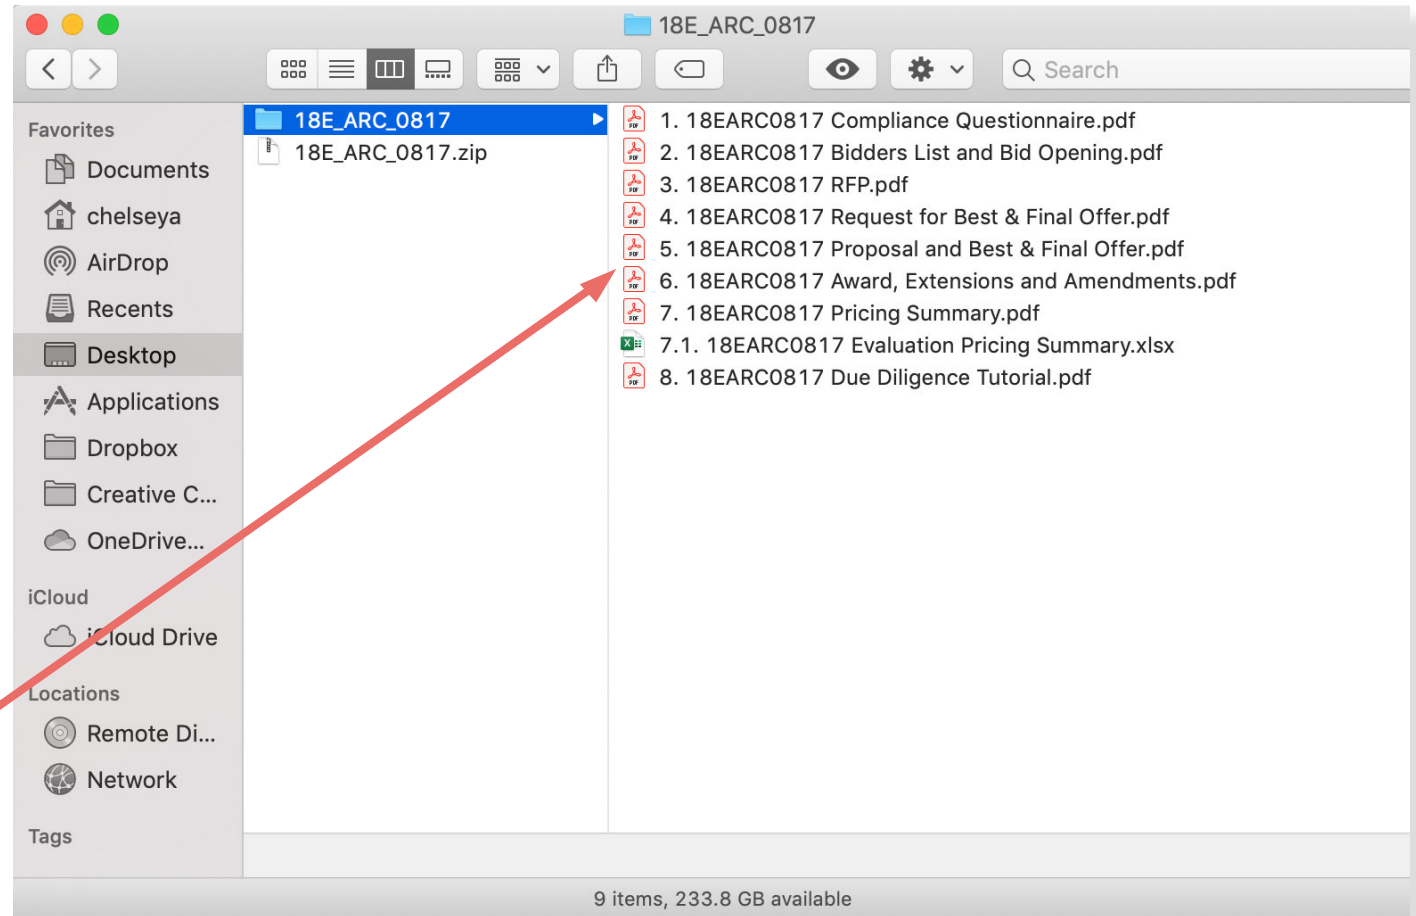 18E_ARC_0817
Search
Favorites
Documents
chelseya
AirDrop
Recents
Desktop
Applications
Dropbox
Creative C...
OneDrive...
iCloud
iCloud Drive
Locations
Remote Di...
Network
Tags
18E_ARC_0817
18E_ARC_0817.zip
1. 18EARC0817 Compliance Questionnaire.pdf
2. 18EARC0817 Bidders List and Bid Opening.pdf
3. 18EARC0817 RFP.pdf
4. 18EARC0817 Request for Best & Final Offer.pdf
5. 18EARC0817 Proposal and Best & Final Offer.pdf
6. 18EARC0817 Award, Extensions and Amendments.pdf
7. 18EARC0817 Pricing Summary.pdf
7.1. 18EARC0817 Evaluation Pricing Summary.xlsx
8. 18EARC0817 Due Diligence Tutorial.pdf
9 items, 233.8 GB available